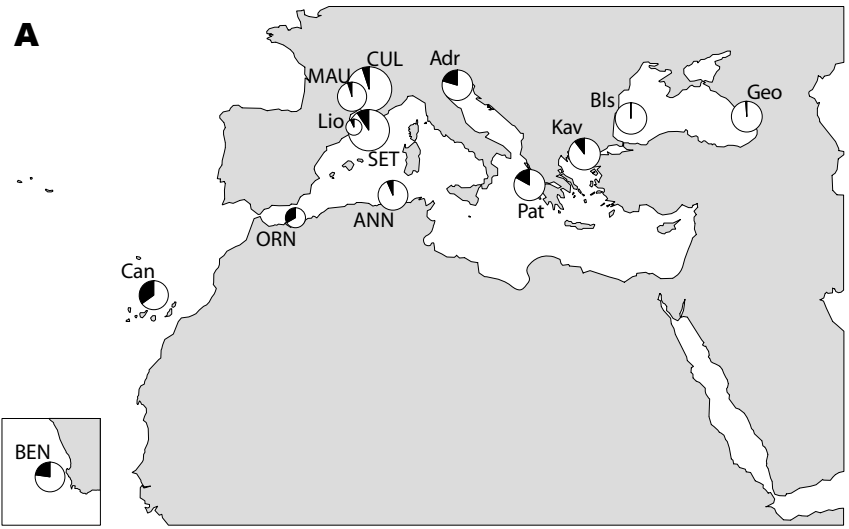 A
CUL
MAU
Adr
Geo
Bls
Lio
Kav
SET
Pat
ANN
ORN
Can
BEN